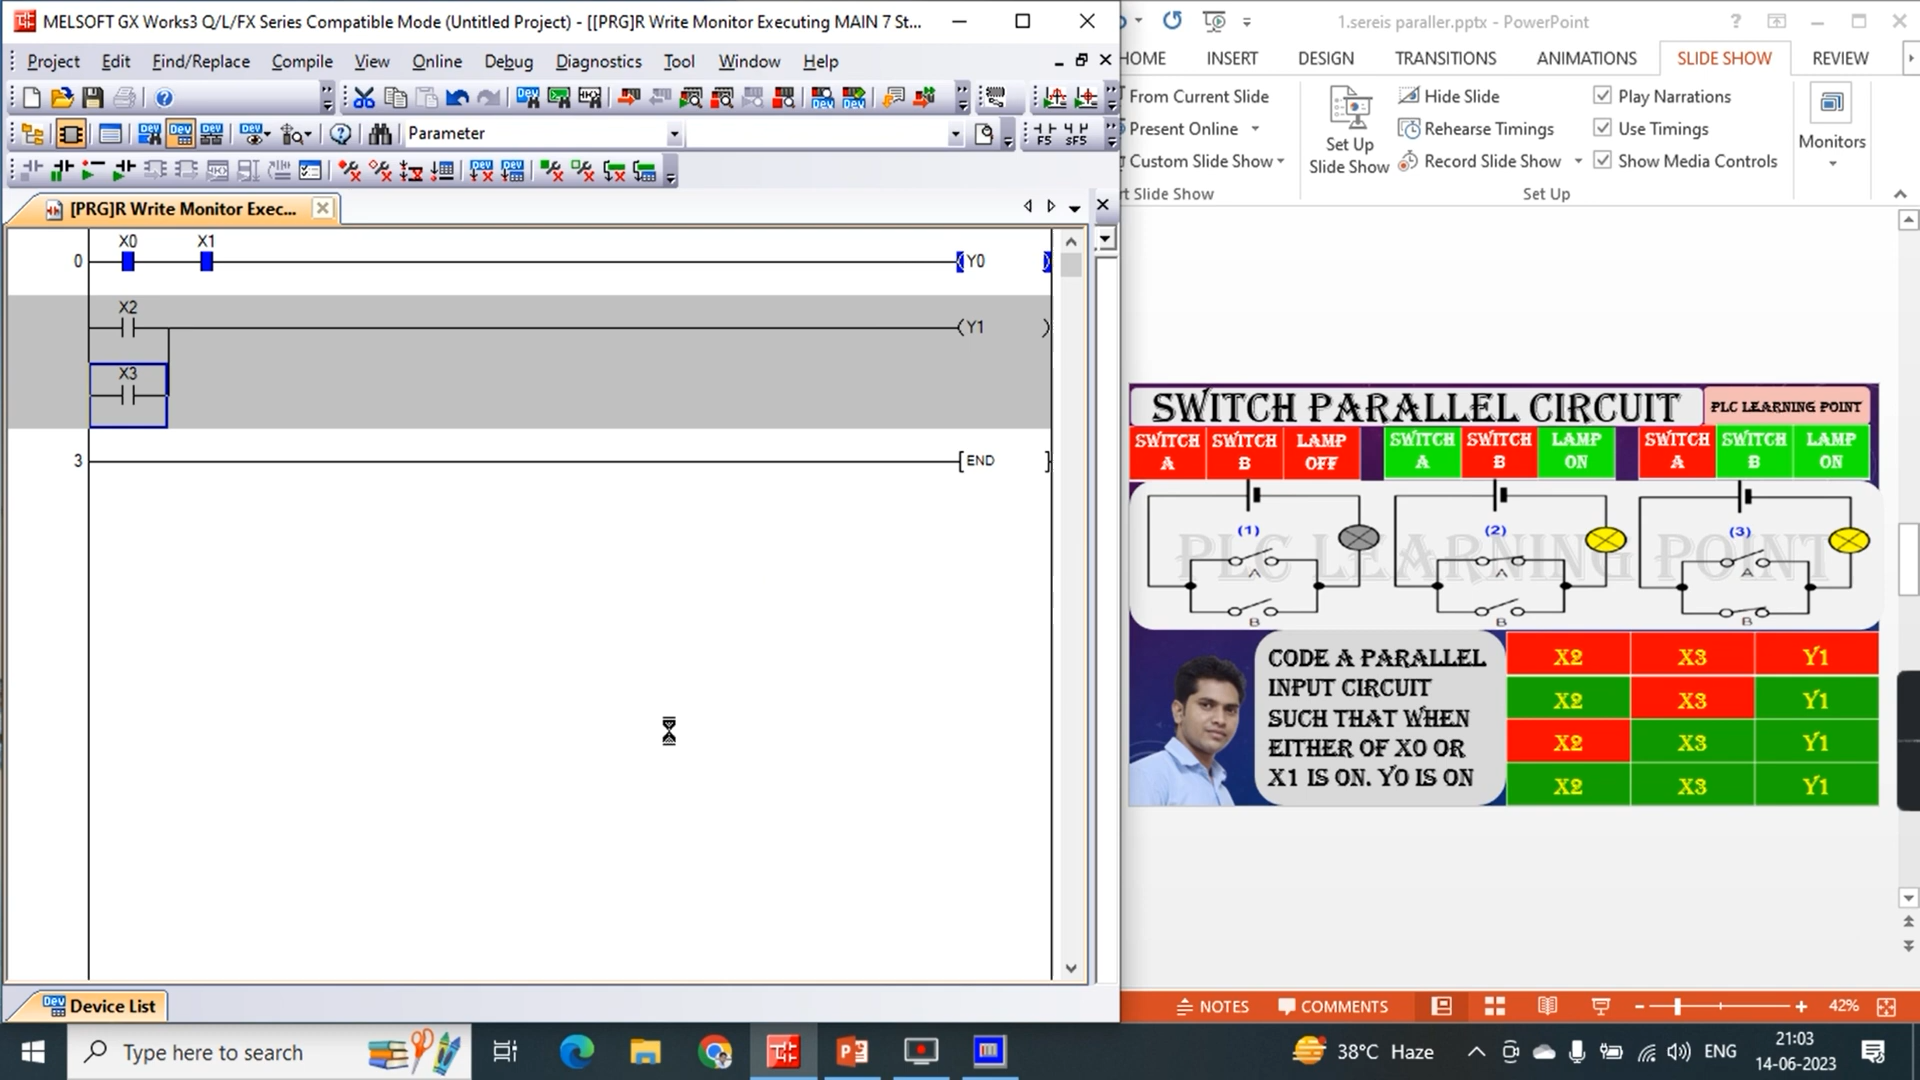 MELSOFT GX Works3 Q/L/FX Series Compatible Mode (Untitled Project) - [[PRG]R Write Monitor Executing MAIN 7 St...
Project Edit Find/Replace Compile View Online Debug Diagnostics Tool Window Help
Parameter
F5 sF5
[PRG]R Write Monitor Exec...
X0 X1
0 Y0
X2
Y1
X3
3 END
Device List
1.sereis paraller.pptx - PowerPoint
HOME INSERT DESIGN TRANSITIONS ANIMATIONS SLIDE SHOW REVIEW
From Current Slide
Present Online
Custom Slide Show
rt Slide Show
Set Up
Slide Show
Hide Slide
Rehearse Timings
Record Slide Show
Play Narrations
Use Timings
Show Media Controls
Set Up
Monitors
SWITCH PARALLEL CIRCUIT
PLC LEARNING POINT
SWITCH A SWITCH B LAMP OFF
SWITCH A SWITCH B LAMP ON
SWITCH A SWITCH B LAMP ON
(1) (2) (3)
PLC LEARNING POINT
A A A
B B B
CODE A PARALLEL
INPUT CIRCUIT
SUCH THAT WHEN
EITHER OF X0 OR
X1 IS ON. Y0 IS ON
X2 X3 Y1
X2 X3 Y1
X2 X3 Y1
X2 X3 Y1
NOTES COMMENTS 42%
Type here to search
38°C Haze
ENG
21:03
14-06-2023